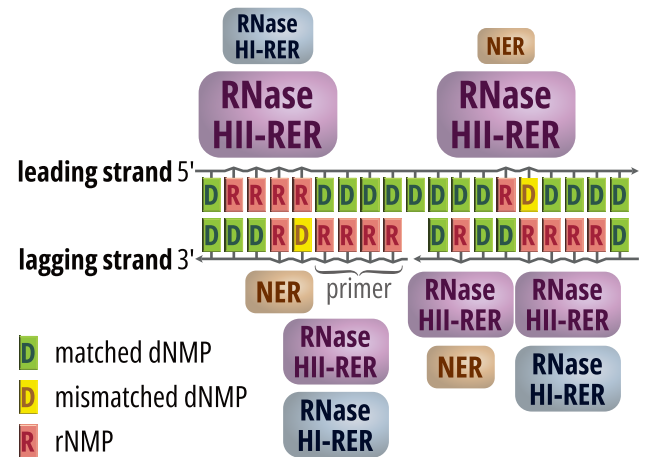 RNase
HI-RER
NER
RNase
HII-RER
RNase
HII-RER
leading strand 5'
D R R R R D D D D D D D D R D D D D D
D D D R D R R R R D R D D R R R R D
lagging strand 3'
primer
NER
RNase
HII-RER
RNase
HII-RER
RNase
HII-RER
NER
RNase
HI-RER
RNase
HI-RER
D matched dNMP
D mismatched dNMP
R rNMP